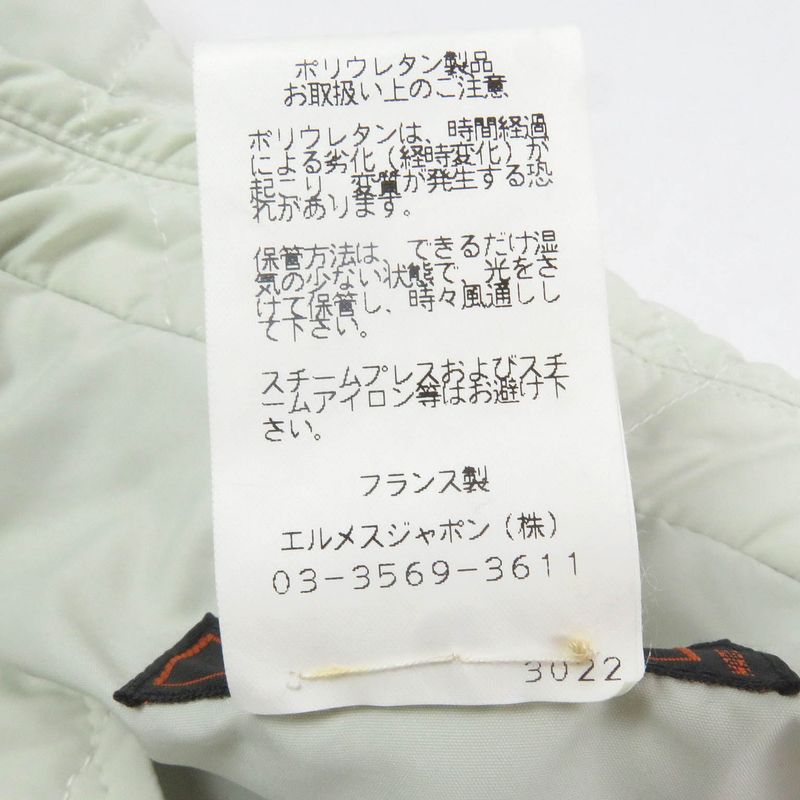 ポリウレタン製品
お取扱い上のご注意
ポリウレタンは、時間経過
による劣化（経時変化）が
起こり、変質が発生する恐
れがあります。
保管方法は、できるだけ湿
気の少ない状態で、光をさ
けて保管し、時々風通しし
て下さい。
スチームプレスおよびスチ
ームアイロン等はお避け下
さい。
フランス製
エルメスジャポン（株）
03-3569-3611
3022